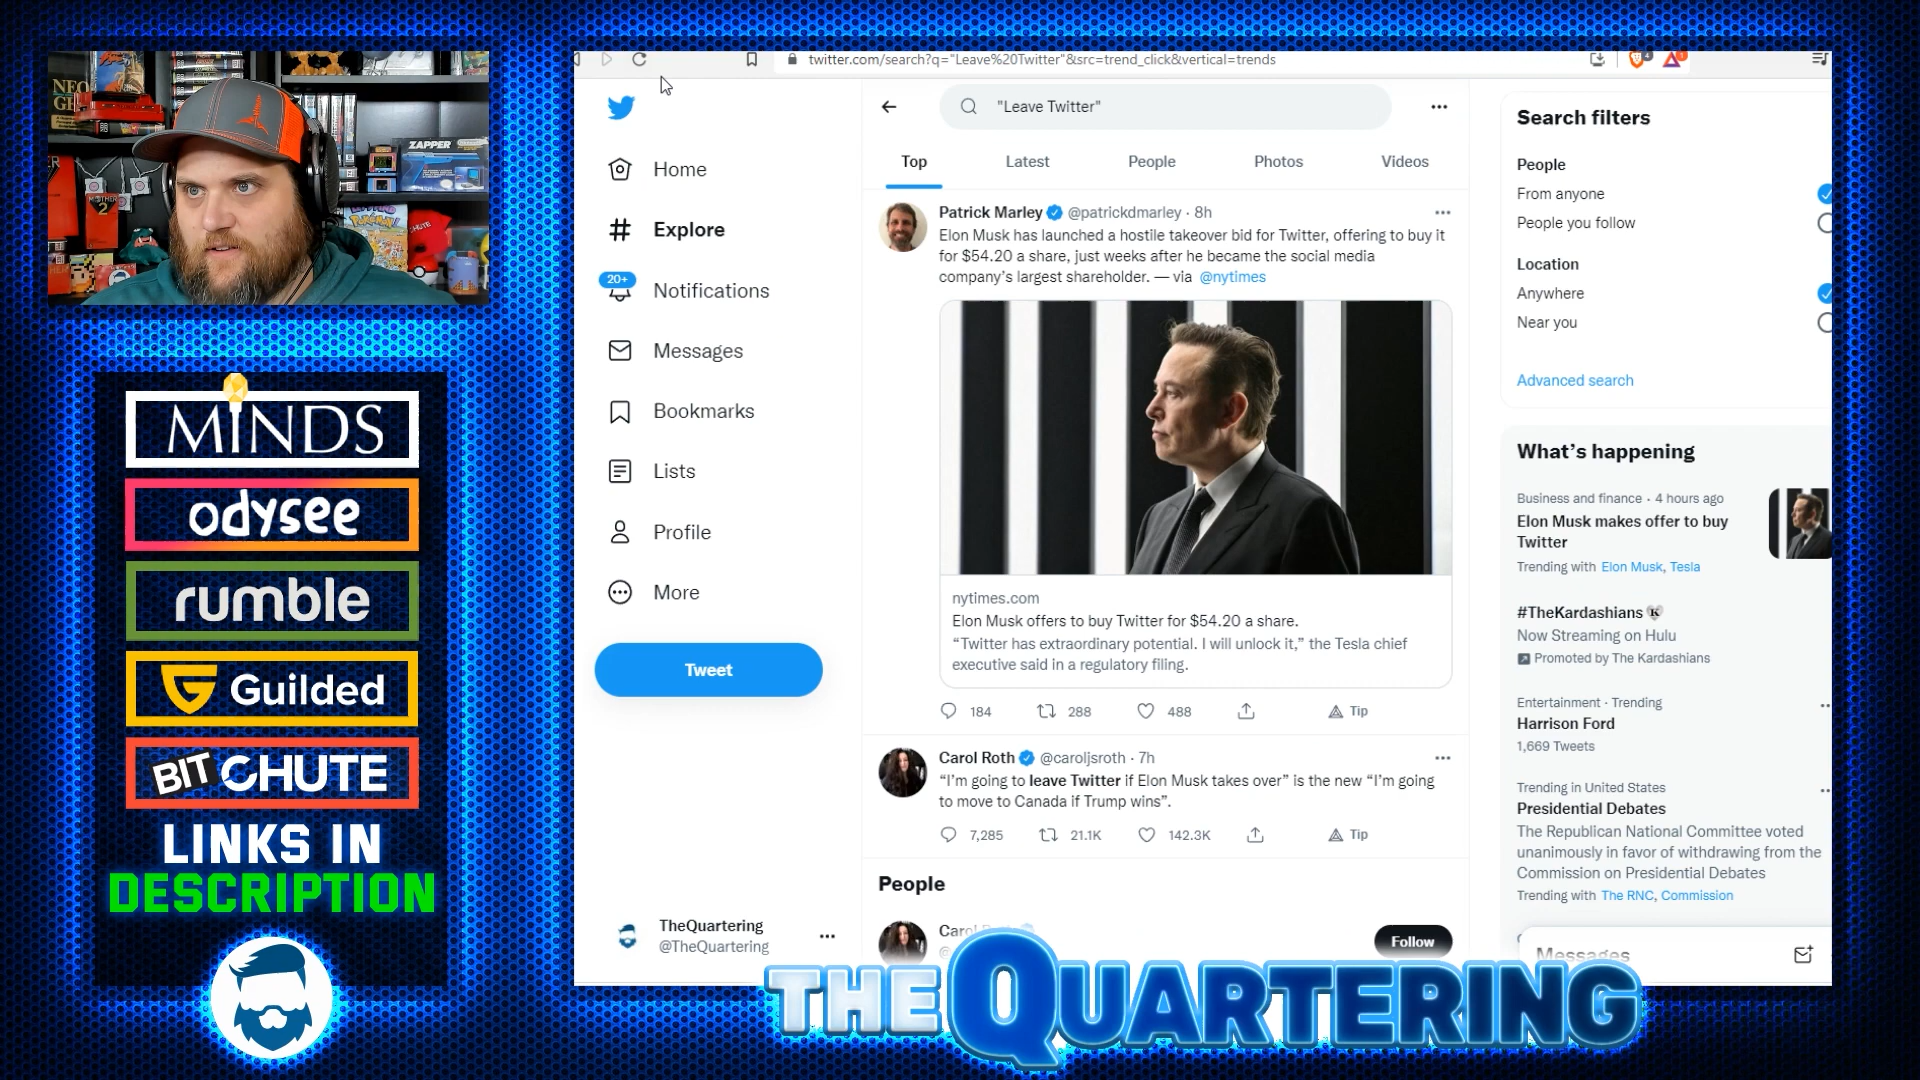 NEO
GE
MOTHER
2
ZAPPER
POKéMON
CHUTE
MINDS
odysee
rumble
Guilded
BIT CHUTE
LINKS IN
DESCRIPTION
twitter.com/search?q="Leave%20Twitter"&src=trend_click&vertical=trends
Home
Explore
20+
Notifications
Messages
Bookmarks
Lists
Profile
More
Tweet
TheQuartering
@TheQuartering
"Leave Twitter"
Top
Latest
People
Photos
Videos
Patrick Marley @patrickdmarley · 8h
Elon Musk has launched a hostile takeover bid for Twitter, offering to buy it
for $54.20 a share, just weeks after he became the social media
company's largest shareholder. — via @nytimes
nytimes.com
Elon Musk offers to buy Twitter for $54.20 a share.
“Twitter has extraordinary potential. I will unlock it,” the Tesla chief
executive said in a regulatory filing.
184
288
488
Tip
Carol Roth @caroljsroth · 7h
“I'm going to leave Twitter if Elon Musk takes over” is the new “I'm going
to move to Canada if Trump wins”.
7,285
21.1K
142.3K
Tip
People
Follow
Search filters
People
From anyone
People you follow
Location
Anywhere
Near you
Advanced search
What's happening
Business and finance · 4 hours ago
Elon Musk makes offer to buy
Twitter
Trending with Elon Musk, Tesla
#TheKardashians
Now Streaming on Hulu
Promoted by The Kardashians
Entertainment · Trending
Harrison Ford
1,669 Tweets
Trending in United States
Presidential Debates
The Republican National Committee voted
unanimously in favor of withdrawing from the
Commission on Presidential Debates
Trending with The RNC, Commission
Messages
THE QUARTERING